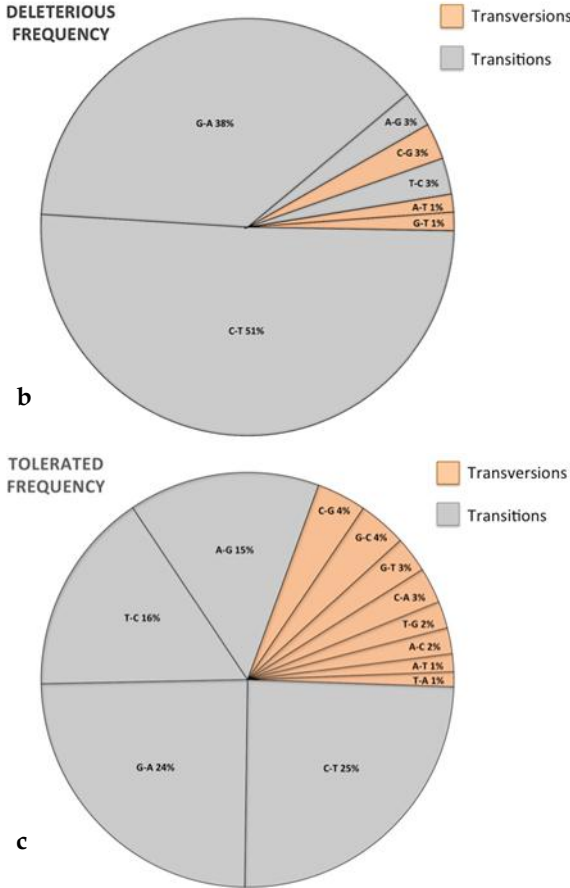 DELETERIOUS
FREQUENCY
Transversions
Transitions
G-A 38%
A-G 3%
C-G 3%
T-C 3%
A-T 1%
G-T 1%
C-T 51%
b
TOLERATED
FREQUENCY
Transversions
Transitions
C-G 4%
G-C 4%
A-G 15%
G-T 3%
C-A 3%
T-G 2%
T-C 16%
A-C 2%
A-T 1%
T-A 1%
G-A 24%
C-T 25%
c